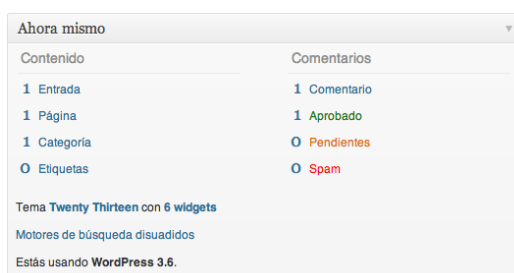 Ahora mismo
Contenido
Comentarios
1 Entrada
1 Comentario
1 Página
1 Aprobado
1 Categoría
0 Pendientes
0 Etiquetas
0 Spam
Tema Twenty Thirteen con 6 widgets
Motores de búsqueda disuadidos
Estás usando WordPress 3.6.